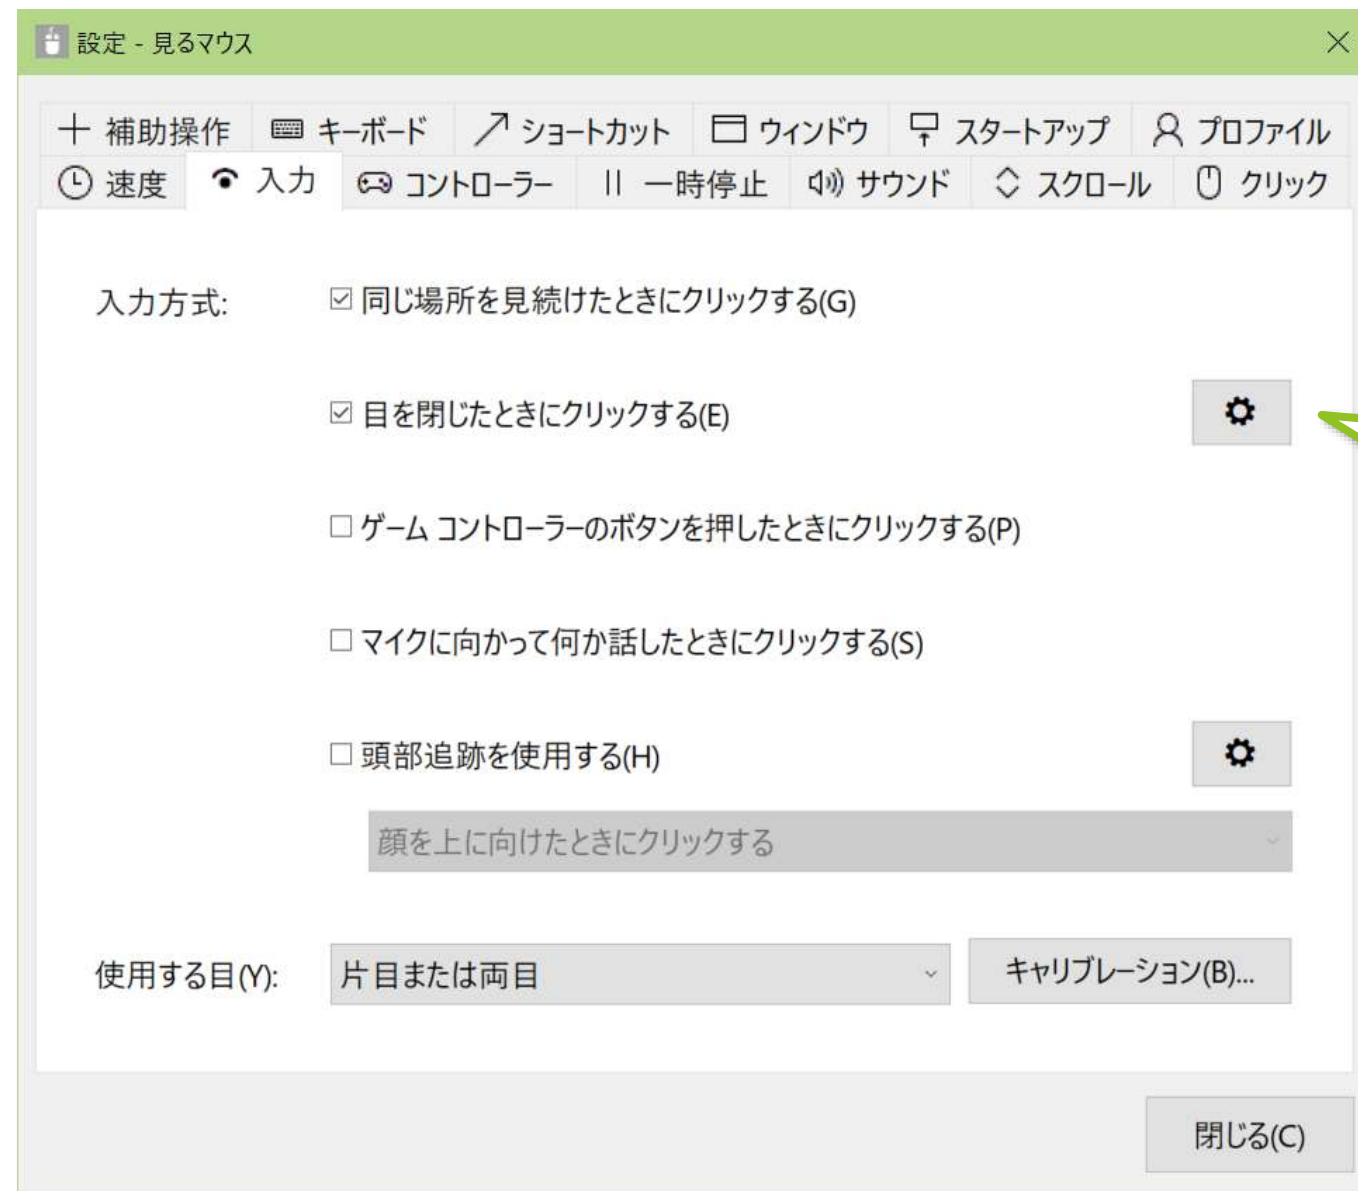 設定 - 見るマウス
補助操作 キーボード ショートカット ウィンドウ スタートアップ プロファイル
速度 入力 コントローラー 一時停止 サウンド スクロール クリック
入力方式: 同じ場所を見続けたときにクリックする(G)
目を閉じたときにクリックする(E)
ゲーム コントローラーのボタンを押したときにクリックする(P)
マイクに向かって何か話したときにクリックする(S)
頭部追跡を使用する(H)
顔を上に向けたときにクリックする
使用する目(Y): 片目または両目 キャリブレーション(B)...
閉じる(C)